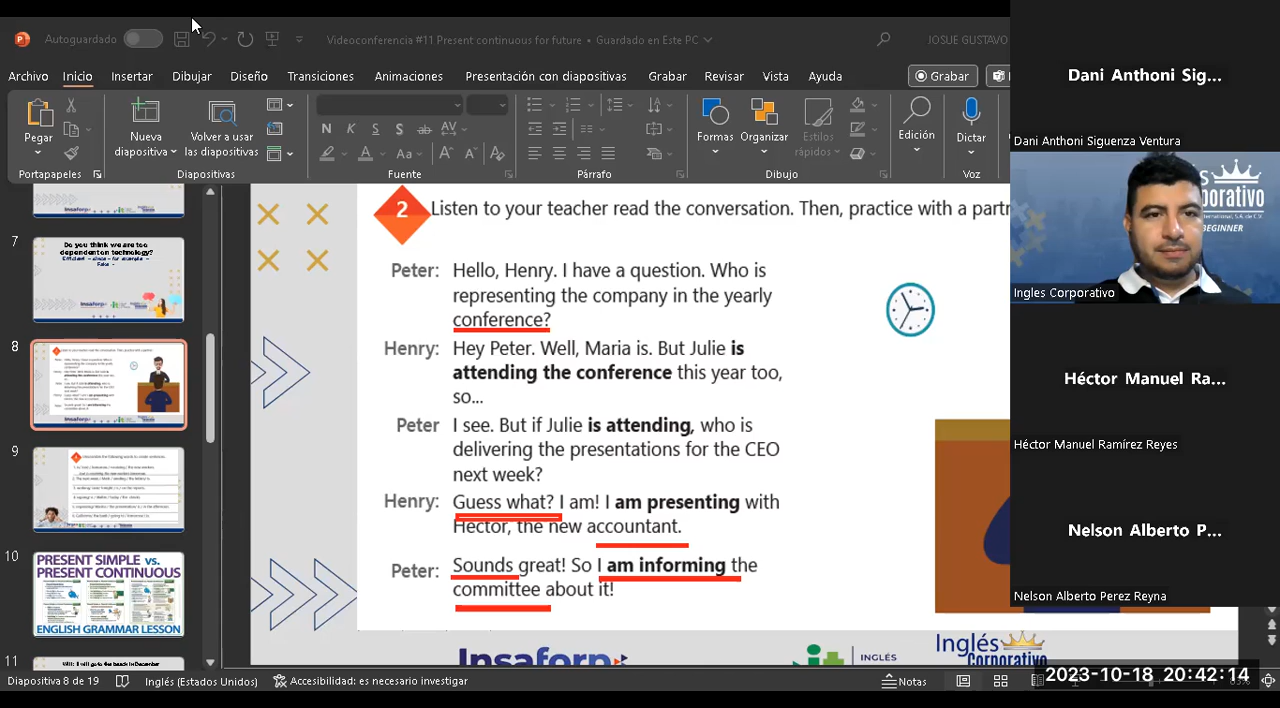 Autoguardado
Videoconferencia #11 Present continuous for future • Guardado en Este PC
JOSUE GUSTAVO
Archivo Inicio Insertar Dibujar Diseño Transiciones Animaciones Presentación con diapositivas Grabar Revisar Vista Ayuda
Grabar
Pegar
Nueva diapositiva
Volver a usar las diapositivas
N K S S ab AV
A Aa A A A
Formas
Organizar
Estilos rápidos
Edición
Dictar
Portapapeles Diapositivas Fuente Párrafo Dibujo Voz
7
Do you think we are too
dependent on technology?
8
9
10
PRESENT SIMPLE vs.
PRESENT CONTINUOUS
ENGLISH GRAMMAR LESSON
11
2 Listen to your teacher read the conversation. Then, practice with a partn
Peter: Hello, Henry. I have a question. Who is
representing the company in the yearly
conference?
Henry: Hey Peter. Well, Maria is. But Julie is
attending the conference this year too,
so...
Peter I see. But if Julie is attending, who is
delivering the presentations for the CEO
next week?
Henry: Guess what? I am! I am presenting with
Hector, the new accountant.
Peter: Sounds great! So I am informing the
committee about it!
Insaforp
INGLÉS
Inglés
Corporativo
Dani Anthoni Sig...
Dani Anthoni Siguenza Ventura
és
rporativo
nternational, S.A. de C.V.
BEGINNER
Ingles Corporativo
Héctor Manuel Ra...
Héctor Manuel Ramírez Reyes
Nelson Alberto P...
Nelson Alberto Perez Reyna
2023-10-18 20:42:14
Diapositiva 8 de 19
Inglés (Estados Unidos)
Accesibilidad: es necesario investigar
Notas